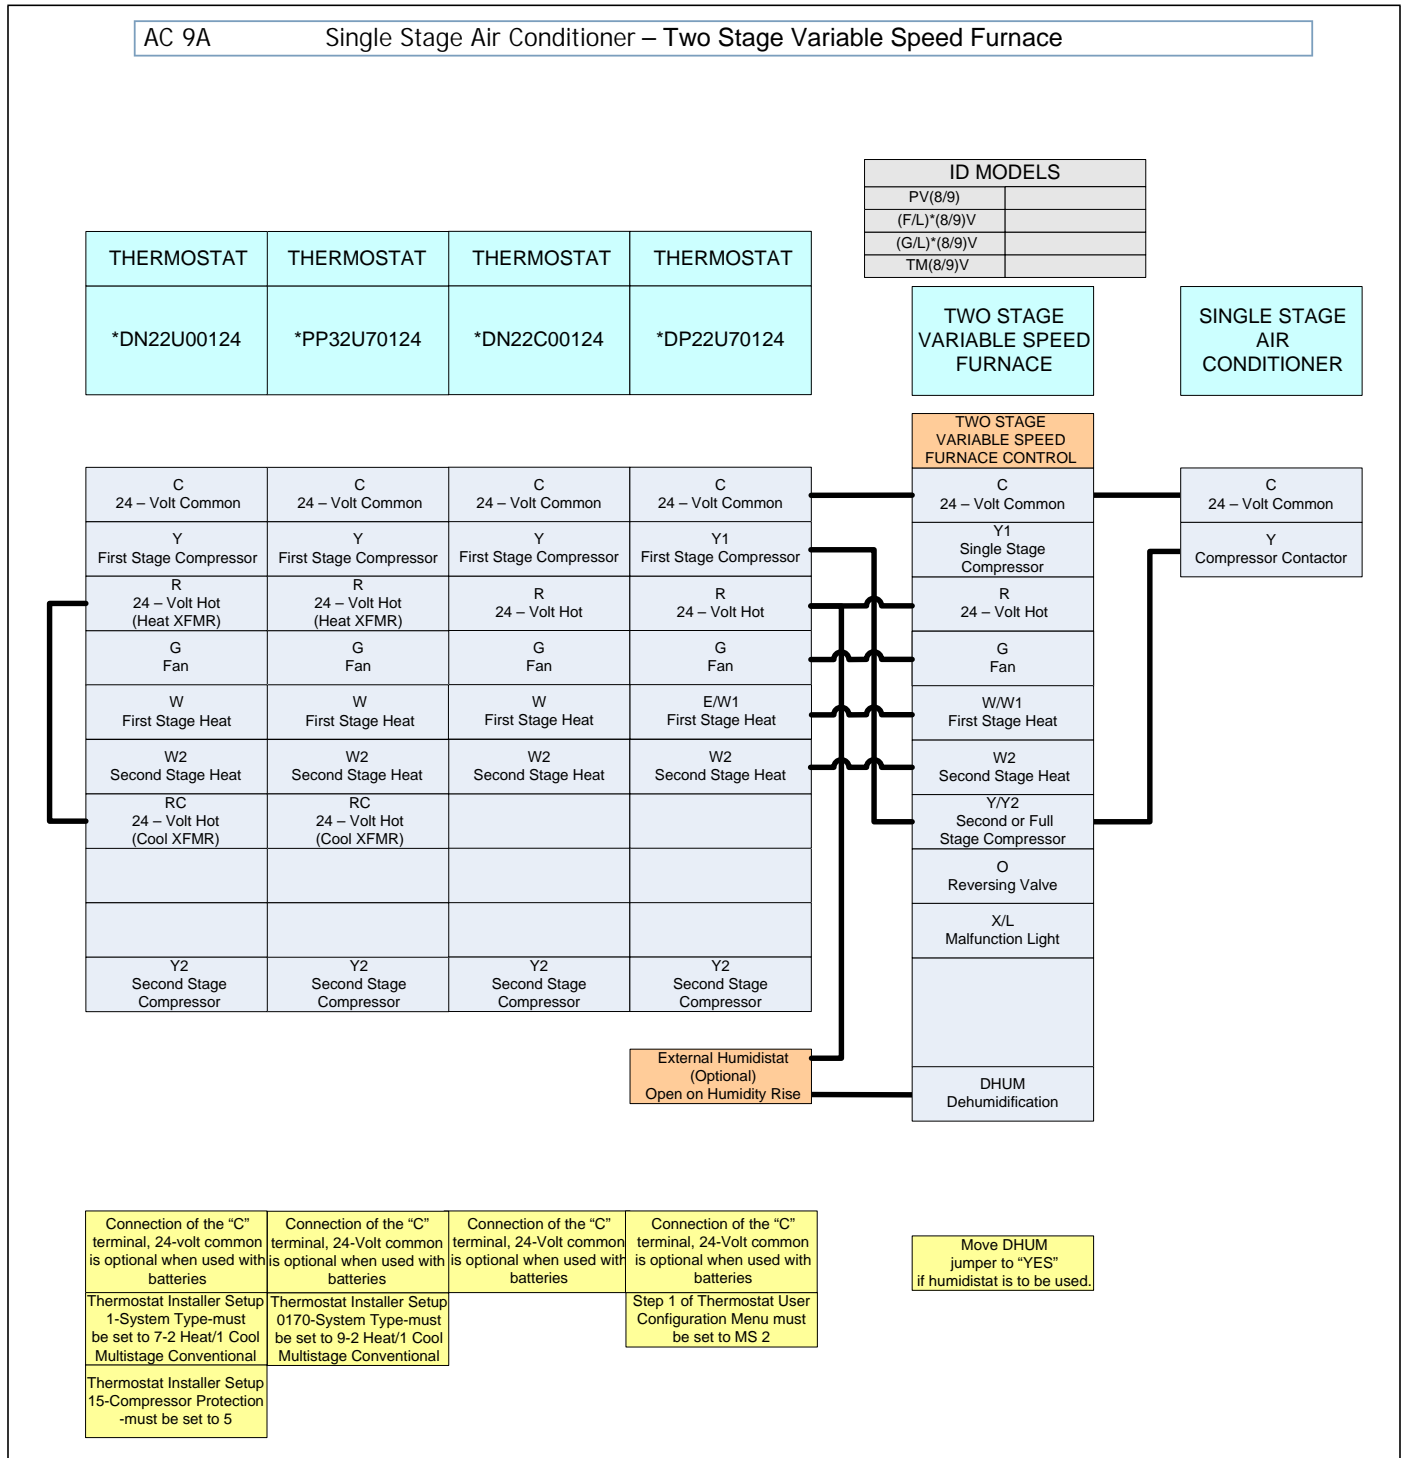 AC 9A Single Stage Air Conditioner – Two Stage Variable Speed Furnace
ID MODELS
PV(8/9)
(F/L)*(8/9)V
(G/L)*(8/9)V
TM(8/9)V
THERMOSTAT
THERMOSTAT
THERMOSTAT
THERMOSTAT
*DN22U00124
*PP32U70124
*DN22C00124
*DP22U70124
TWO STAGE
VARIABLE SPEED
FURNACE
SINGLE STAGE
AIR
CONDITIONER
TWO STAGE
VARIABLE SPEED
FURNACE CONTROL
C
24 – Volt Common
C
24 – Volt Common
C
24 – Volt Common
C
24 – Volt Common
C
24 – Volt Common
C
24 – Volt Common
Y
First Stage Compressor
Y
First Stage Compressor
Y
First Stage Compressor
Y1
First Stage Compressor
Y1
Single Stage
Compressor
Y
Compressor Contactor
R
24 – Volt Hot
(Heat XFMR)
R
24 – Volt Hot
(Heat XFMR)
R
24 – Volt Hot
R
24 – Volt Hot
R
24 – Volt Hot
G
Fan
G
Fan
G
Fan
G
Fan
G
Fan
W
First Stage Heat
W
First Stage Heat
W
First Stage Heat
E/W1
First Stage Heat
W/W1
First Stage Heat
W2
Second Stage Heat
W2
Second Stage Heat
W2
Second Stage Heat
W2
Second Stage Heat
W2
Second Stage Heat
RC
24 – Volt Hot
(Cool XFMR)
RC
24 – Volt Hot
(Cool XFMR)
Y/Y2
Second or Full
Stage Compressor
O
Reversing Valve
X/L
Malfunction Light
Y2
Second Stage
Compressor
Y2
Second Stage
Compressor
Y2
Second Stage
Compressor
Y2
Second Stage
Compressor
External Humidistat
(Optional)
Open on Humidity Rise
DHUM
Dehumidification
Connection of the “C”
terminal, 24-volt common
is optional when used with
batteries
Connection of the “C”
terminal, 24-Volt common
is optional when used with
batteries
Connection of the “C”
terminal, 24-Volt common
is optional when used with
batteries
Connection of the “C”
terminal, 24-Volt common
is optional when used with
batteries
Move DHUM
jumper to “YES”
if humidistat is to be used.
Thermostat Installer Setup
1-System Type-must
be set to 7-2 Heat/1 Cool
Multistage Conventional
Thermostat Installer Setup
0170-System Type-must
be set to 9-2 Heat/1 Cool
Multistage Conventional
Step 1 of Thermostat User
Configuration Menu must
be set to MS 2
Thermostat Installer Setup
15-Compressor Protection
-must be set to 5